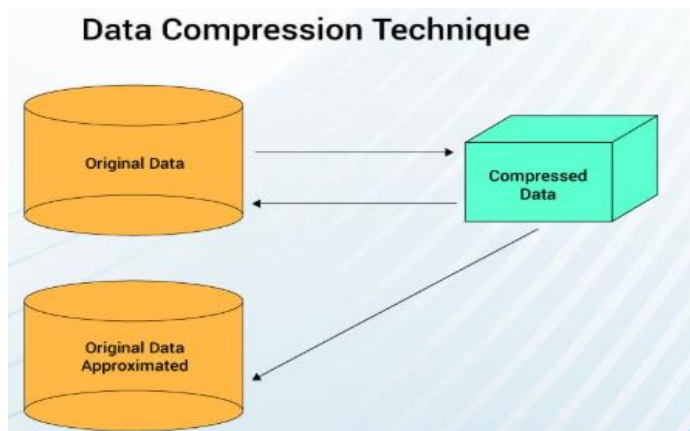 Data Compression Technique
Original Data
Compressed
Data
Original Data
Approximated